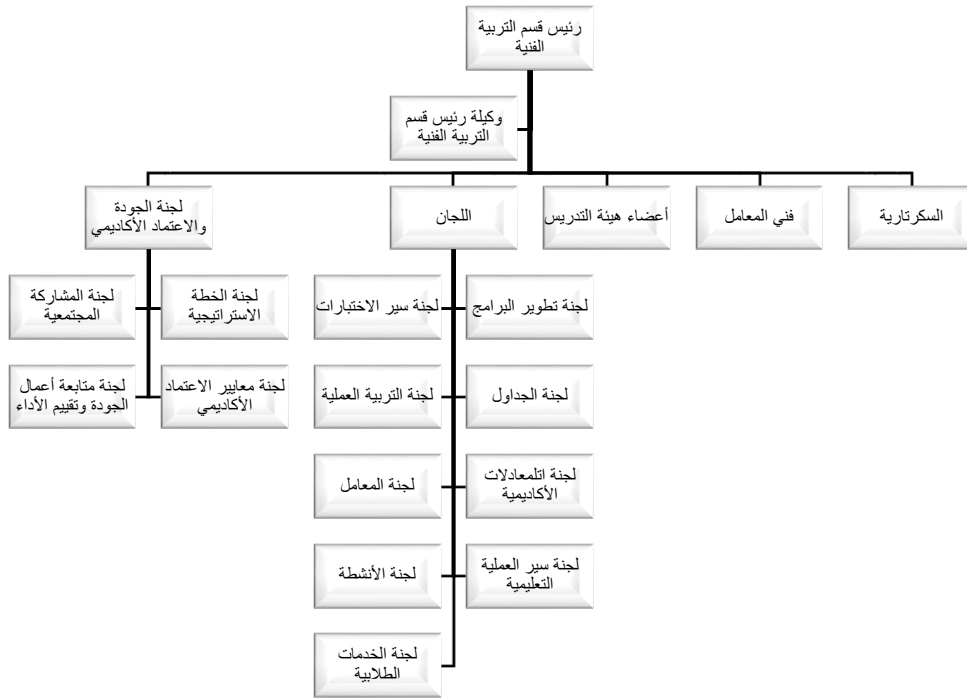 رئيس قسم التربية
الفنية
وكيلة رئيس قسم
التربية الفنية
السكرتارية
فني المعامل
أعضاء هيئة التدريس
اللجان
لجنة الجودة
والاعتماد الأكاديمي
لجنة تطوير البرامج
لجنة سير الاختبارات
لجنة الجداول
لجنة التربية العملية
لجنة اتلمعادلات
الأكاديمية
لجنة المعامل
لجنة سير العملية
التعليمية
لجنة الأنشطة
لجنة الخدمات
الطلابية
لجنة الخطة
الاستراتيجية
لجنة المشاركة
المجتمعية
لجنة معايير الاعتماد
الأكاديمي
لجنة متابعة أعمال
الجودة وتقييم الأداء